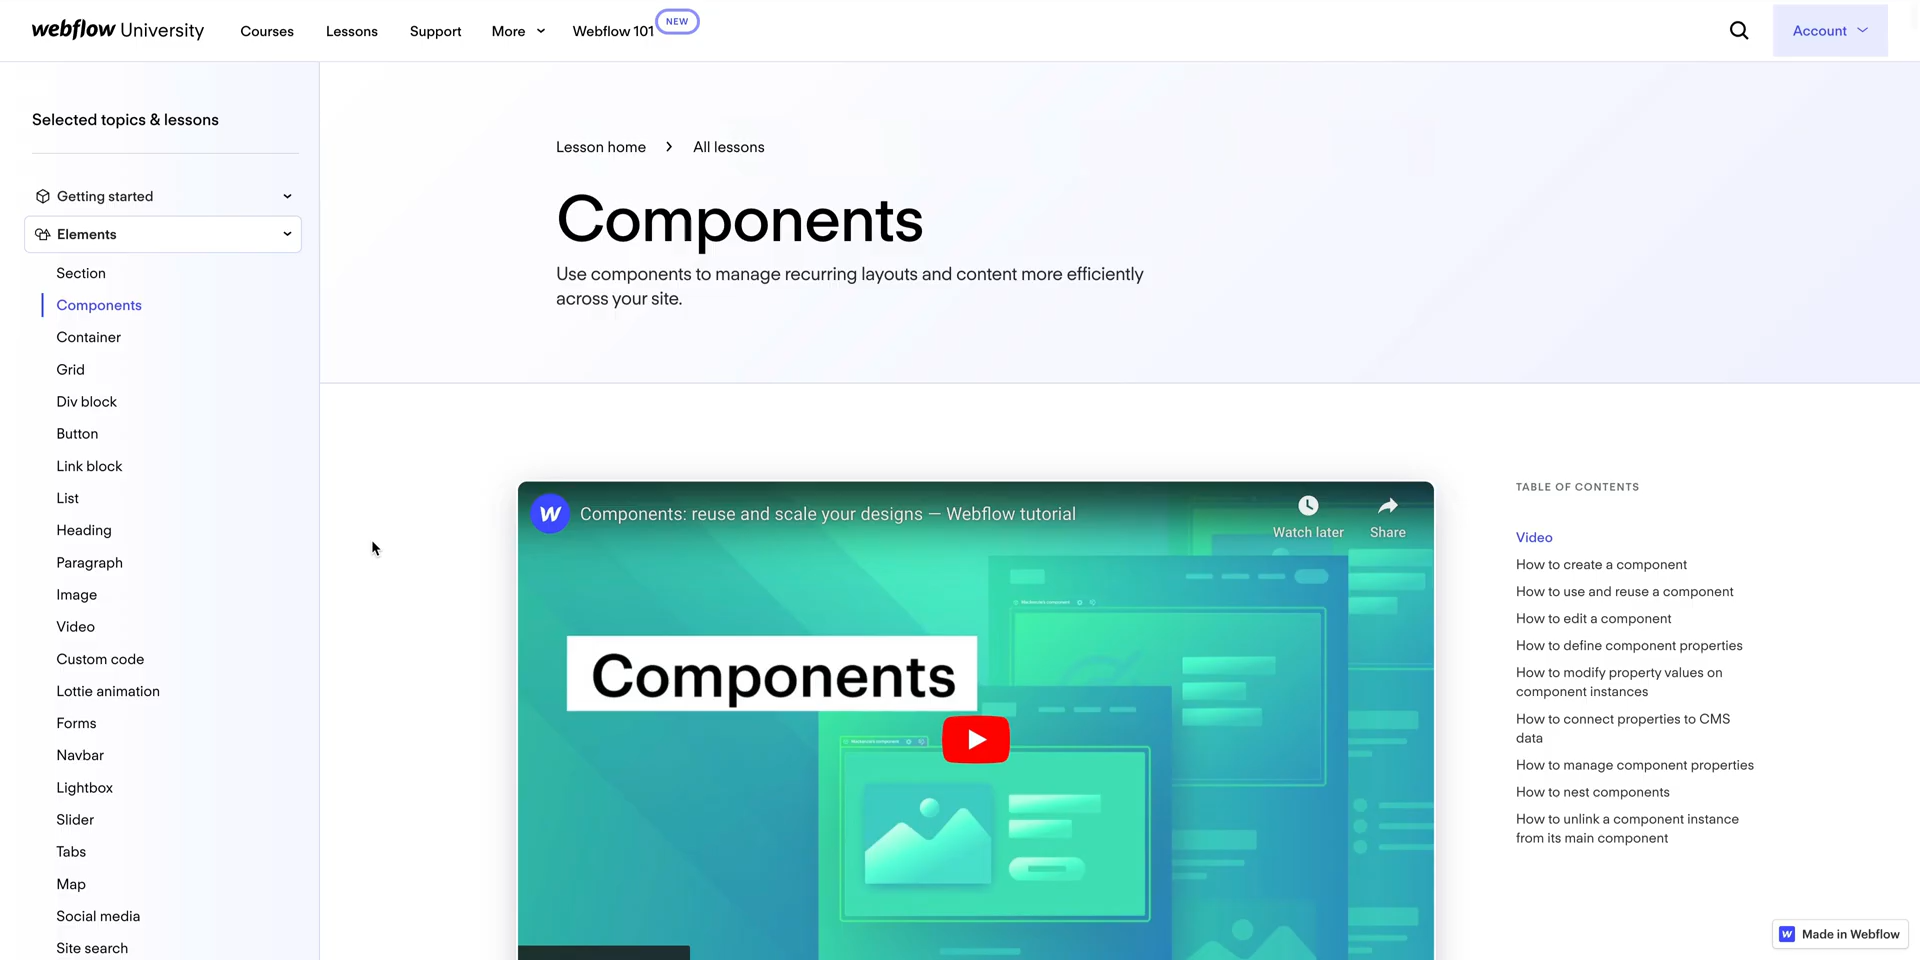 webflow University
Courses
Lessons
Support
More
Webflow 101
NEW
Account
Selected topics & lessons
Getting started
Elements
Section
Components
Container
Grid
Div block
Button
Link block
List
Heading
Paragraph
Image
Video
Custom code
Lottie animation
Forms
Navbar
Lightbox
Slider
Tabs
Map
Social media
Site search
Lesson home
All lessons
Components
Use components to manage recurring layouts and content more efficiently
across your site.
Components: reuse and scale your designs — Webflow tutorial
Watch later
Share
Components
TABLE OF CONTENTS
Video
How to create a component
How to use and reuse a component
How to edit a component
How to define component properties
How to modify property values on
component instances
How to connect properties to CMS
data
How to manage component properties
How to nest components
How to unlink a component instance
from its main component
Made in Webflow